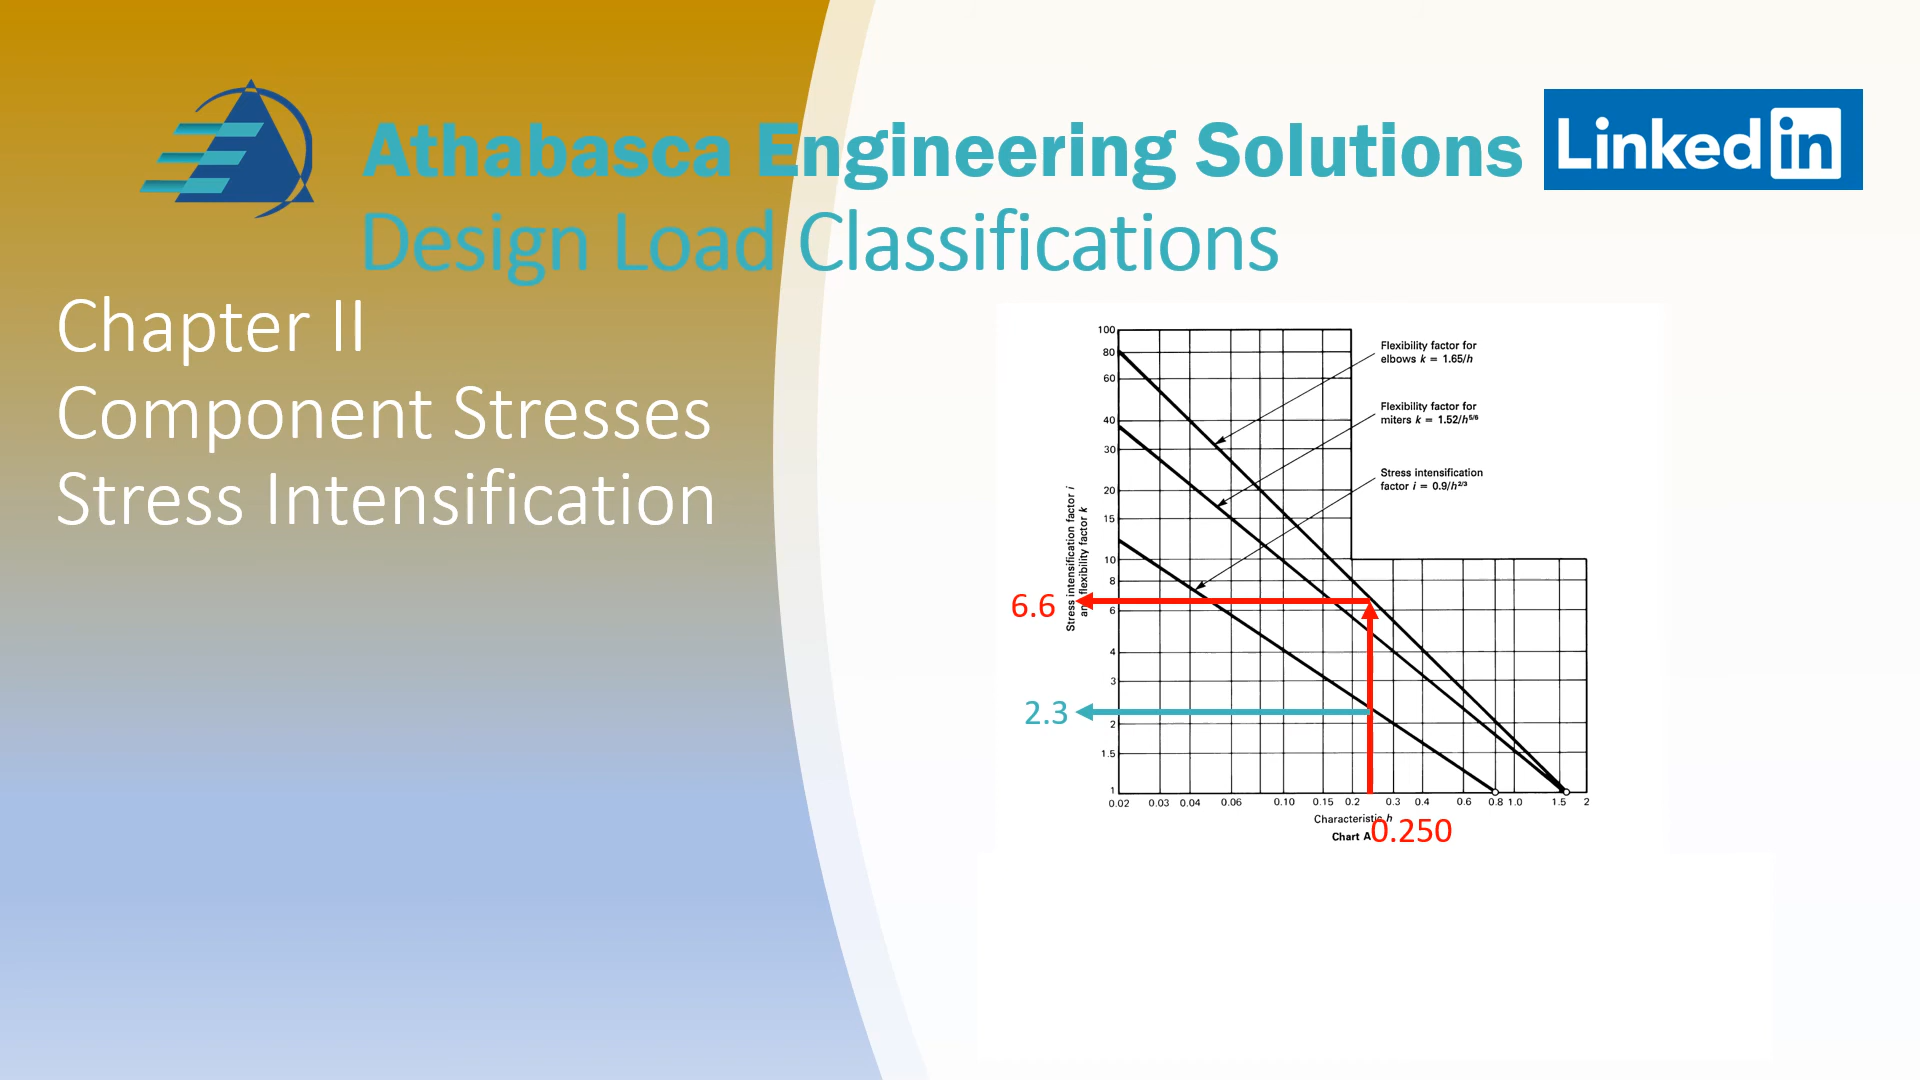 Athabasca Engineering Solutions
LinkedIn
Design Load Classifications
Chapter II
Component Stresses
Stress Intensification
100
80
60
40
30
20
15
10
8
6
4
3
2
1.5
1
Stress intensification factor i
and flexibility factor k
Flexibility factor for
elbows k = 1.65/h
Flexibility factor for
miters k = 1.52/h^5/6
Stress intensification
factor i = 0.9/h^2/3
6.6
2.3
0.02 0.03 0.04 0.06 0.10 0.15 0.2 0.3 0.4 0.6 0.8 1.0 1.5 2
Characteristic h
Chart A
0.250